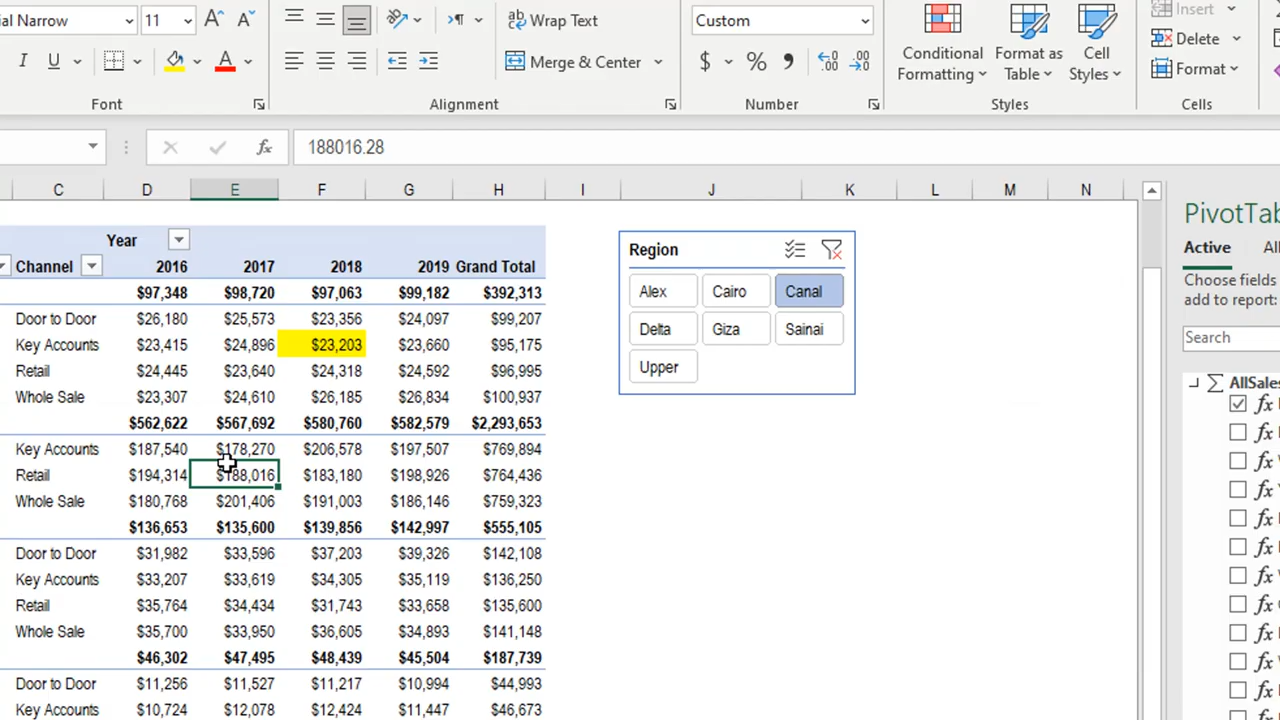 11
Wrap Text
Custom
Insert
U
Merge & Center
$ % 9
Conditional Formatting
Format as Table
Cell Styles
Delete
Format
Font
Alignment
Number
Styles
Cells
fx
188016.28
C D E F G H I J K L M N
Year
Channel 2016 2017 2018 2019 Grand Total
$97,348 $98,720 $97,063 $99,182 $392,313
Door to Door $26,180 $25,573 $23,356 $24,097 $99,207
Key Accounts $23,415 $24,896 $23,203 $23,660 $95,175
Retail $24,445 $23,640 $24,318 $24,592 $96,995
Whole Sale $23,307 $24,610 $26,185 $26,834 $100,937
$562,622 $567,692 $580,760 $582,579 $2,293,653
Key Accounts $187,540 $178,270 $206,578 $197,507 $769,894
Retail $194,314 $188,016 $183,180 $198,926 $764,436
Whole Sale $180,768 $201,406 $191,003 $186,146 $759,323
$136,653 $135,600 $139,856 $142,997 $555,105
Door to Door $31,982 $33,596 $37,203 $39,326 $142,108
Key Accounts $33,207 $33,619 $34,305 $35,119 $136,250
Retail $35,764 $34,434 $31,743 $33,658 $135,600
Whole Sale $35,700 $33,950 $36,605 $34,893 $141,148
$46,302 $47,495 $48,439 $45,504 $187,739
Door to Door $11,256 $11,527 $11,217 $10,994 $44,993
Key Accounts $10,724 $12,078 $12,424 $11,447 $46,673
Region
Alex Cairo Canal
Delta Giza Sainai
Upper
PivotTab
Active
Choose fields
add to report:
Search
AllSales